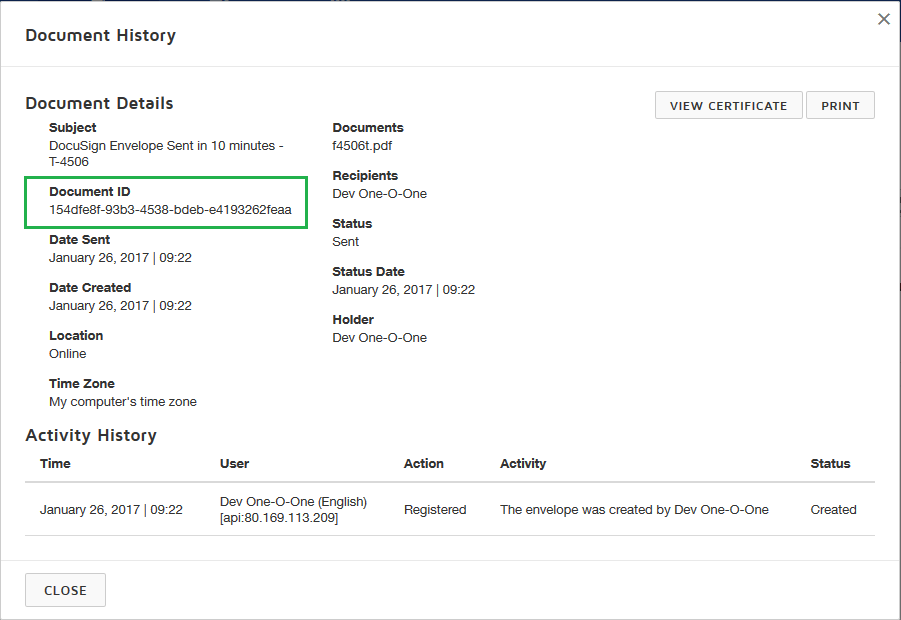 Document History
Document Details
VIEW CERTIFICATE
PRINT
Subject
DocuSign Envelope Sent in 10 minutes -
T-4506
Document ID
154dfe8f-93b3-4538-bdeb-e4193262feaa
Date Sent
January 26, 2017 | 09:22
Date Created
January 26, 2017 | 09:22
Location
Online
Time Zone
My computer's time zone
Documents
f4506t.pdf
Recipients
Dev One-O-One
Status
Sent
Status Date
January 26, 2017 | 09:22
Holder
Dev One-O-One
Activity History
Time User Action Activity Status
January 26, 2017 | 09:22 Dev One-O-One (English) Registered The envelope was created by Dev One-O-One Created
[api:80.169.113.209]
CLOSE